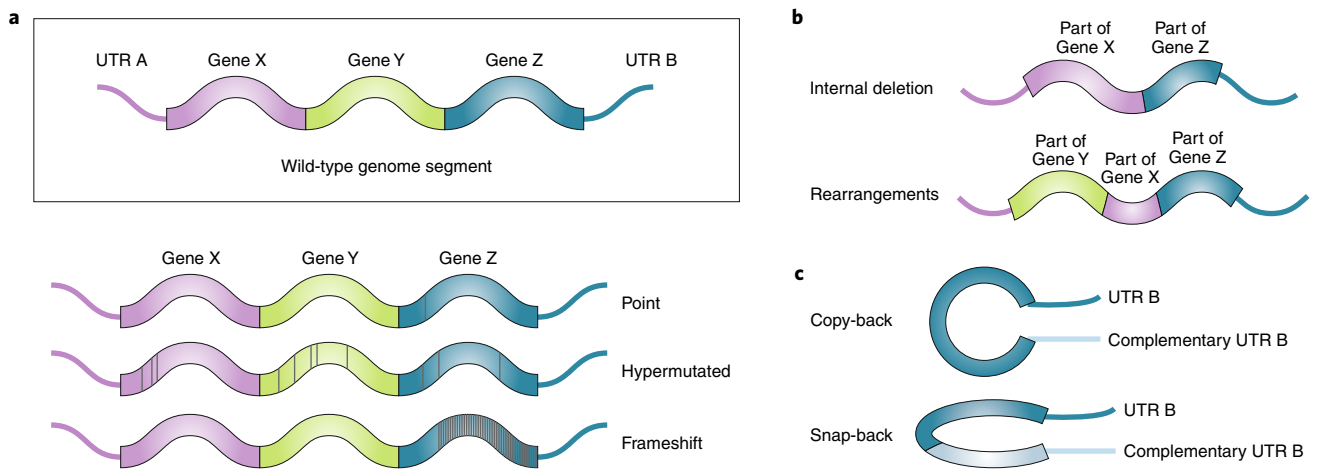 a
UTR A
Gene X
Gene Y
Gene Z
UTR B
Wild-type genome segment
Gene X
Gene Y
Gene Z
Point
Hypermutated
Frameshift
b
Part of
Gene X
Part of
Gene Z
Internal deletion
Part of
Gene Y
Part of
Gene X
Part of
Gene Z
Rearrangements
c
Copy-back
UTR B
Complementary UTR B
Snap-back
UTR B
Complementary UTR B